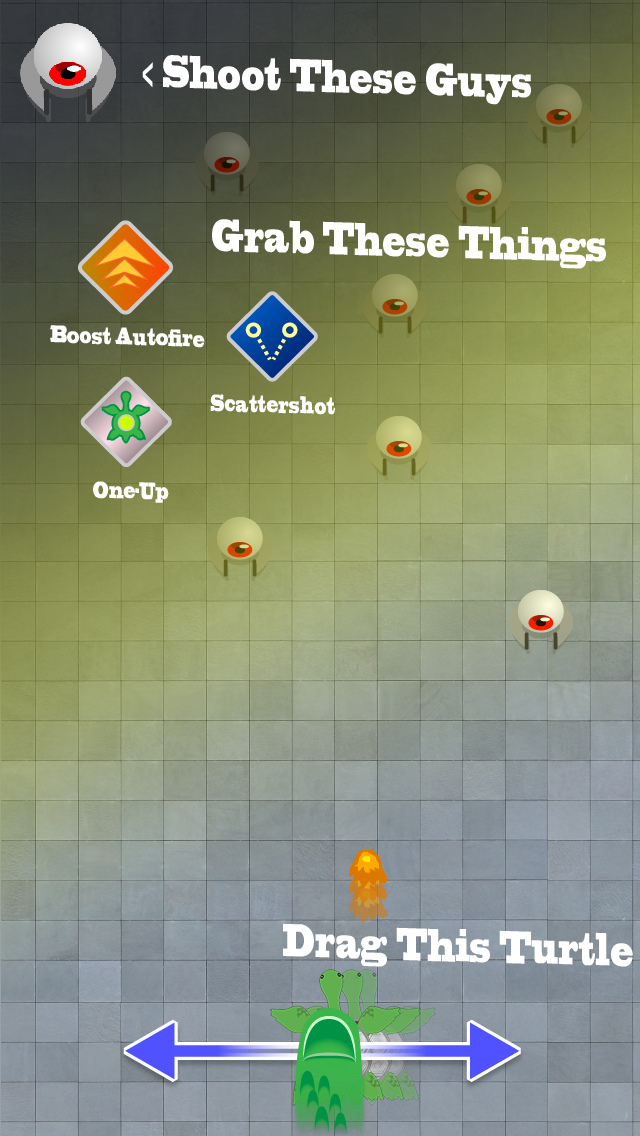 ‹ Shoot These Guys
Grab These Things
Boost Autofire
Scattershot
One-Up
Drag This Turtle